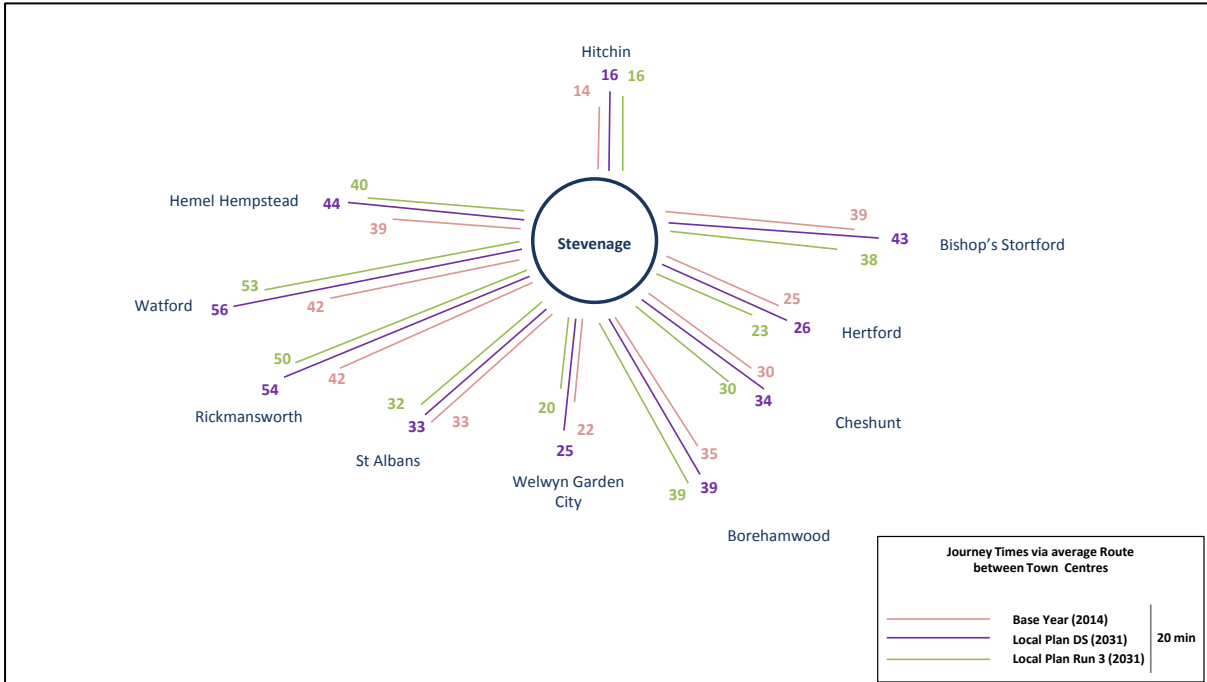 Hitchin
16
16
14
Hemel Hempstead
40
44
39
Stevenage
39
43
38
Bishop's Stortford
Watford
53
56
42
25
26
23
Hertford
Rickmansworth
50
54
42
30
34
30
Cheshunt
St Albans
32
33
33
20
22
25
Welwyn Garden
City
35
39
39
Borehamwood
Journey Times via average Route
between Town Centres
Base Year (2014)
Local Plan DS (2031)
Local Plan Run 3 (2031)
20 min